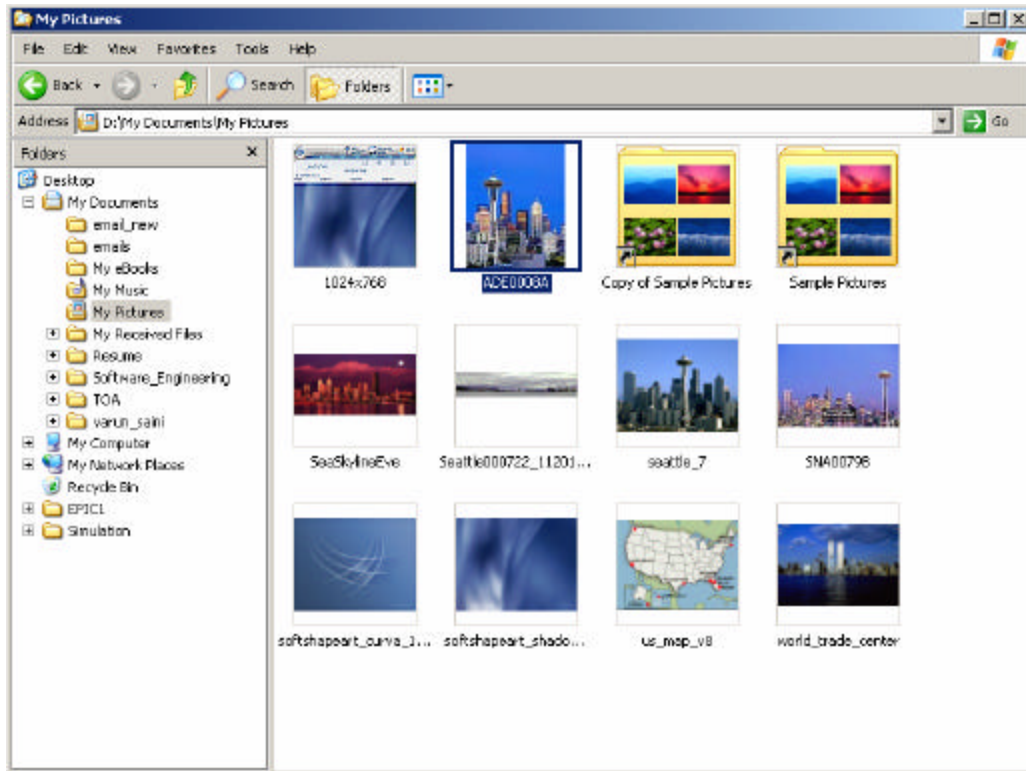 My Pictures
File Edit View Favorites Tools Help
Back Search Folders
Address D:\My Documents\My Pictures Go
Folders
Desktop
My Documents
email_new
emails
My eBooks
My Music
My Pictures
My Received Files
Resume
Software_Engineering
TOA
varun_saini
My Computer
My Network Places
Recycle Bin
EPIC1
Simulation
1024x768 ADE0008A Copy of Sample Pictures Sample Pictures
SeaSkylineEve Seattle000722_11201... seattle_7 SNA00798
softshapeart_curva_1... softshapeart_shado... us_map_v8 world_trade_center